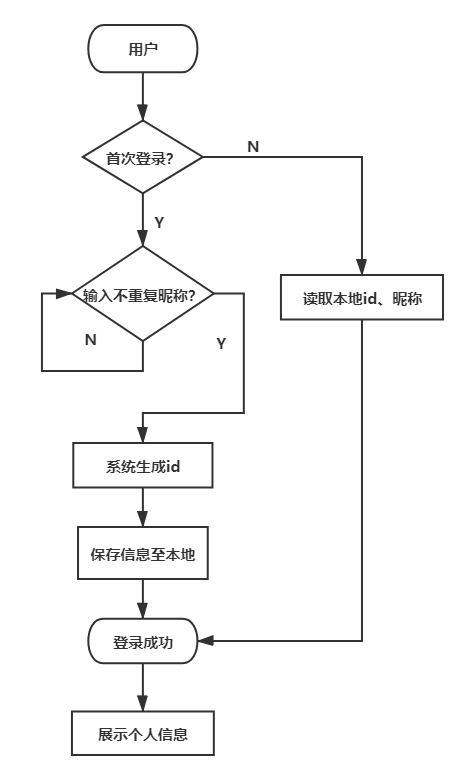 用户
首次登录？
N
Y
输入不重复昵称？
读取本地id、昵称
N
Y
系统生成id
保存信息至本地
登录成功
展示个人信息